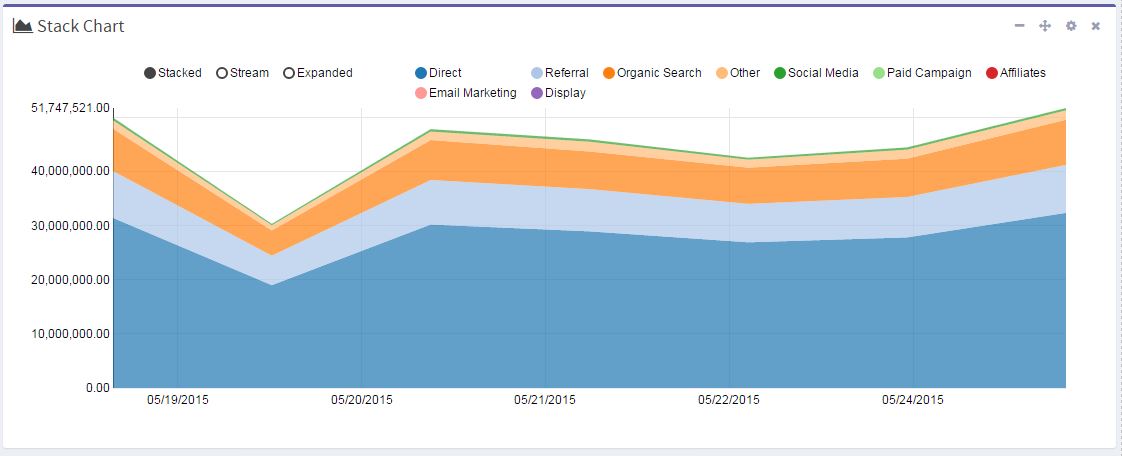 Stack Chart
Stacked Stream Expanded Direct Referral Organic Search Other Social Media Paid Campaign Affiliates
Email Marketing Display
51,747,521.00
40,000,000.00
30,000,000.00
20,000,000.00
10,000,000.00
0.00
05/19/2015 05/20/2015 05/21/2015 05/22/2015 05/24/2015